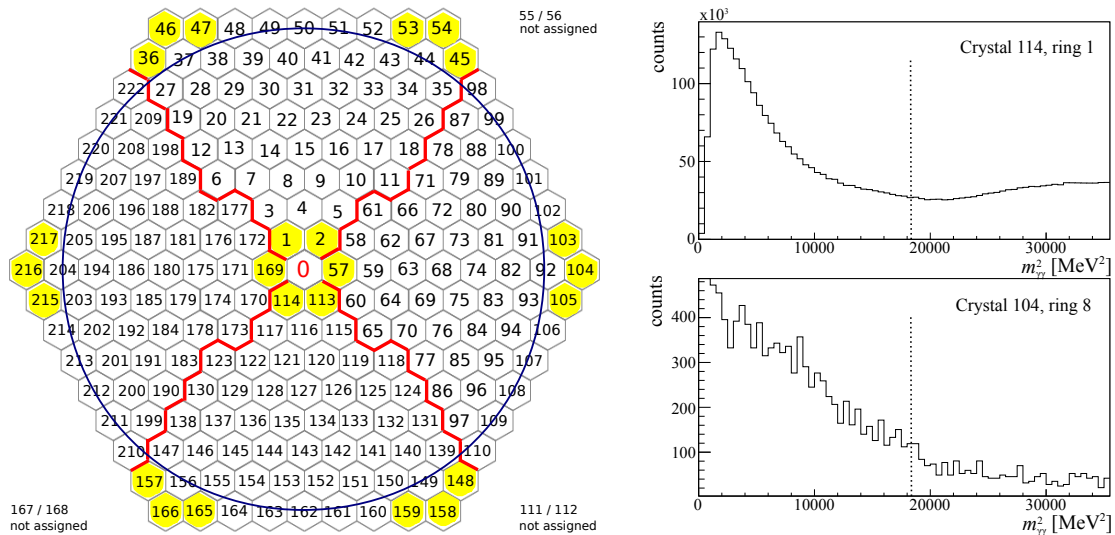 46 47 48 49 50 51 52 53 54
36 37 38 39 40 41 42 43 44 45
222 27 28 29 30 31 32 33 34 35 98
221 209 19 20 21 22 23 24 25 26 87 99
220 208 198 12 13 14 15 16 17 18 78 88 100
219 207 197 189 6 7 8 9 10 11 71 79 89 101
218 206 196 188 182 177 3 4 5 61 66 72 80 90 102
217 205 195 187 181 176 172 1 2 58 62 67 73 81 91 103
216 204 194 186 180 175 171 169 0 57 59 63 68 74 82 92 104
215 203 193 185 179 174 170 114 113 60 64 69 75 83 93 105
214 202 192 184 178 173 117 116 115 65 70 76 84 94 106
213 201 191 183 123 122 121 120 119 118 77 85 95 107
212 200 190 130 129 128 127 126 125 124 86 96 108
211 199 138 137 136 135 134 133 132 131 97 109
210 147 146 145 144 143 142 141 140 139 110
157 156 155 154 153 152 151 150 149 148
166 165 164 163 162 161 160 159 158
55 / 56
not assigned
167 / 168
not assigned
111 / 112
not assigned
×10³
counts
Crystal 114, ring 1
100
50
0
0 10000 20000 30000
m²γγ [MeV²]
counts
Crystal 104, ring 8
400
300
200
100
0 10000 20000 30000
m²γγ [MeV²]